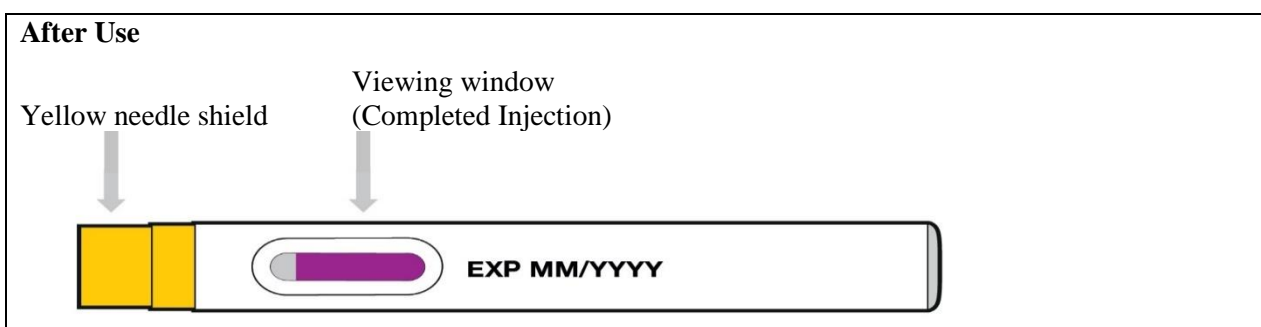 After Use
Viewing window
Yellow needle shield (Completed Injection)
EXP MM/YYYY